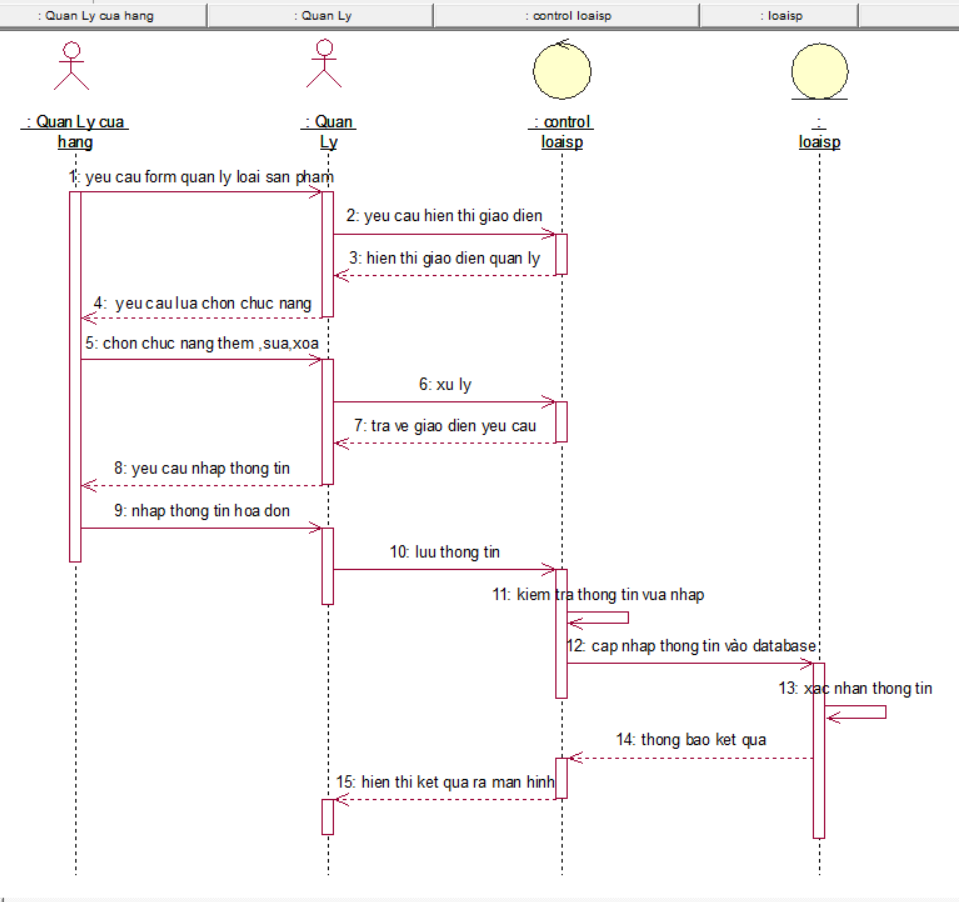 : Quan Ly cua hang
: Quan Ly
: control loaisp
: loaisp
: Quan Ly cua
hang
: Quan
Ly
: control
loaisp
:
loaisp
1: yeu cau form quan ly loai san pham
2: yeu cau hien thi giao dien
3: hien thi giao dien quan ly
4: yeu cau lua chon chuc nang
5: chon chuc nang them ,sua,xoa
6: xu ly
7: tra ve giao dien yeu cau
8: yeu cau nhap thong tin
9: nhap thong tin hoa don
10: luu thong tin
11: kiem tra thong tin vua nhap
12: cap nhap thong tin vào database
13: xac nhan thong tin
14: thong bao ket qua
15: hien thi ket qua ra man hinh